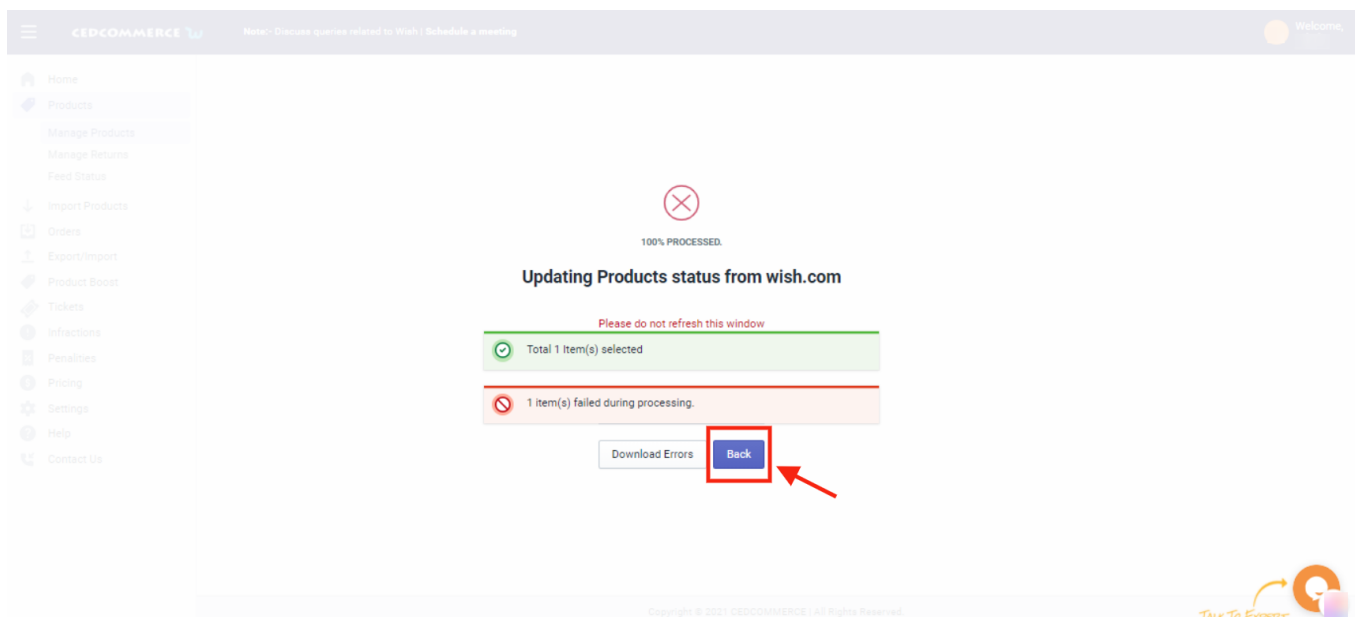 CEDCOMMERCE
Note:- Discuss queries related to Wish | Schedule a meeting
Welcome,
Home
Products
Manage Products
Manage Returns
Feed Status
Import Products
Orders
Export/Import
Product Boost
Tickets
Infractions
Penalities
Pricing
Settings
Help
Contact Us
100% PROCESSED.
Updating Products status from wish.com
Please do not refresh this window
Total 1 Item(s) selected
1 item(s) failed during processing.
Download Errors
Back
Copyright © 2021 CEDCOMMERCE | All Rights Reserved.
Talk To Expert